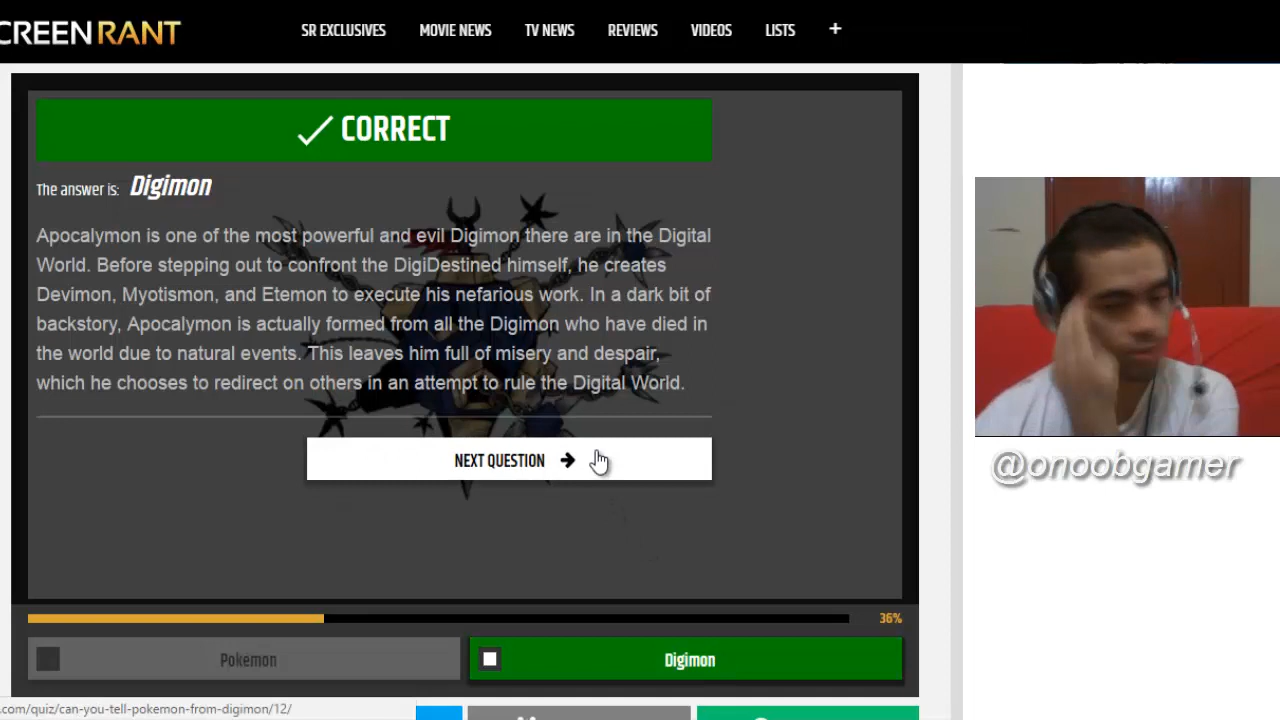 CREEN RANT
SR EXCLUSIVES MOVIE NEWS TV NEWS REVIEWS VIDEOS LISTS +
CORRECT
The answer is: Digimon
Apocalymon is one of the most powerful and evil Digimon there are in the Digital
World. Before stepping out to confront the DigiDestined himself, he creates
Devimon, Myotismon, and Etemon to execute his nefarious work. In a dark bit of
backstory, Apocalymon is actually formed from all the Digimon who have died in
the world due to natural events. This leaves him full of misery and despair,
which he chooses to redirect on others in an attempt to rule the Digital World.
NEXT QUESTION
@onoobgamer
36%
Pokemon
Digimon
.com/quiz/can-you-tell-pokemon-from-digimon/12/